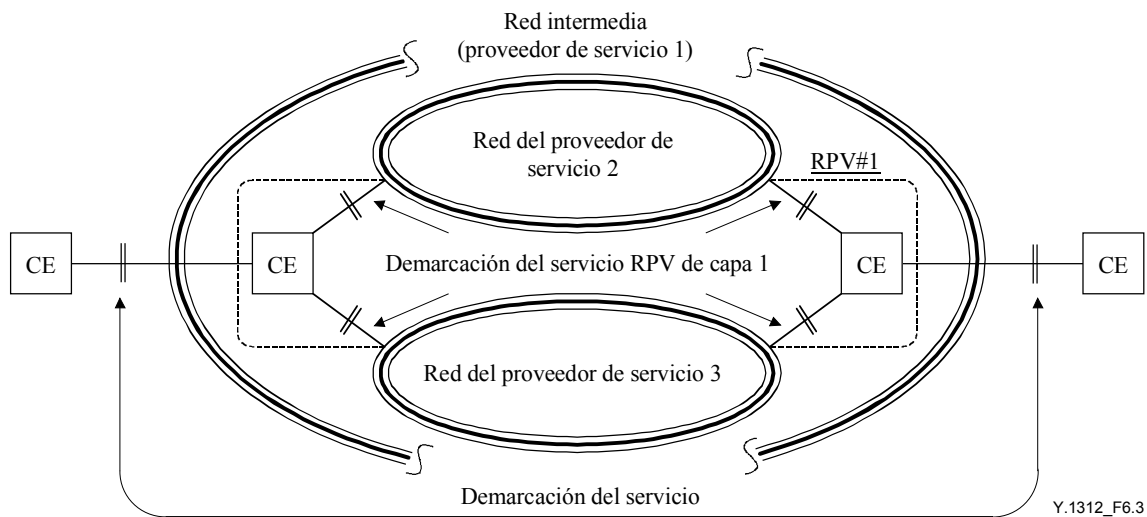 Red intermedia
(proveedor de servicio 1)
Red del proveedor de
servicio 2
RPV#1
CE
CE
Demarcación del servicio RPV de capa 1
CE
CE
Red del proveedor de servicio 3
Demarcación del servicio
Y.1312_F6.3